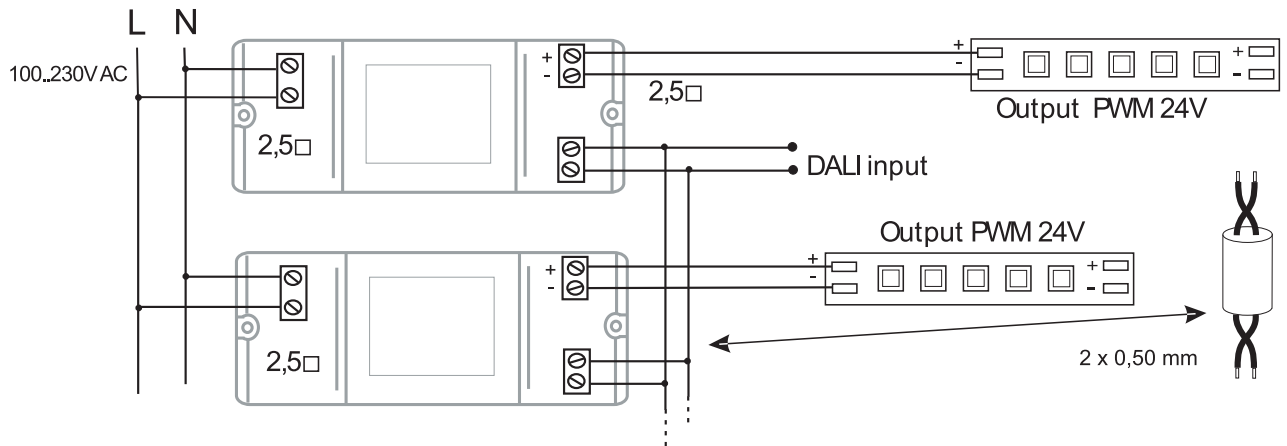 L N
100..230V AC
2,5□
+
-
2,5□
+
-
+
-
Output PWM 24V
DALI input
Output PWM 24V
+
-
2,5□
+
-
+
-
2 x 0,50 mm